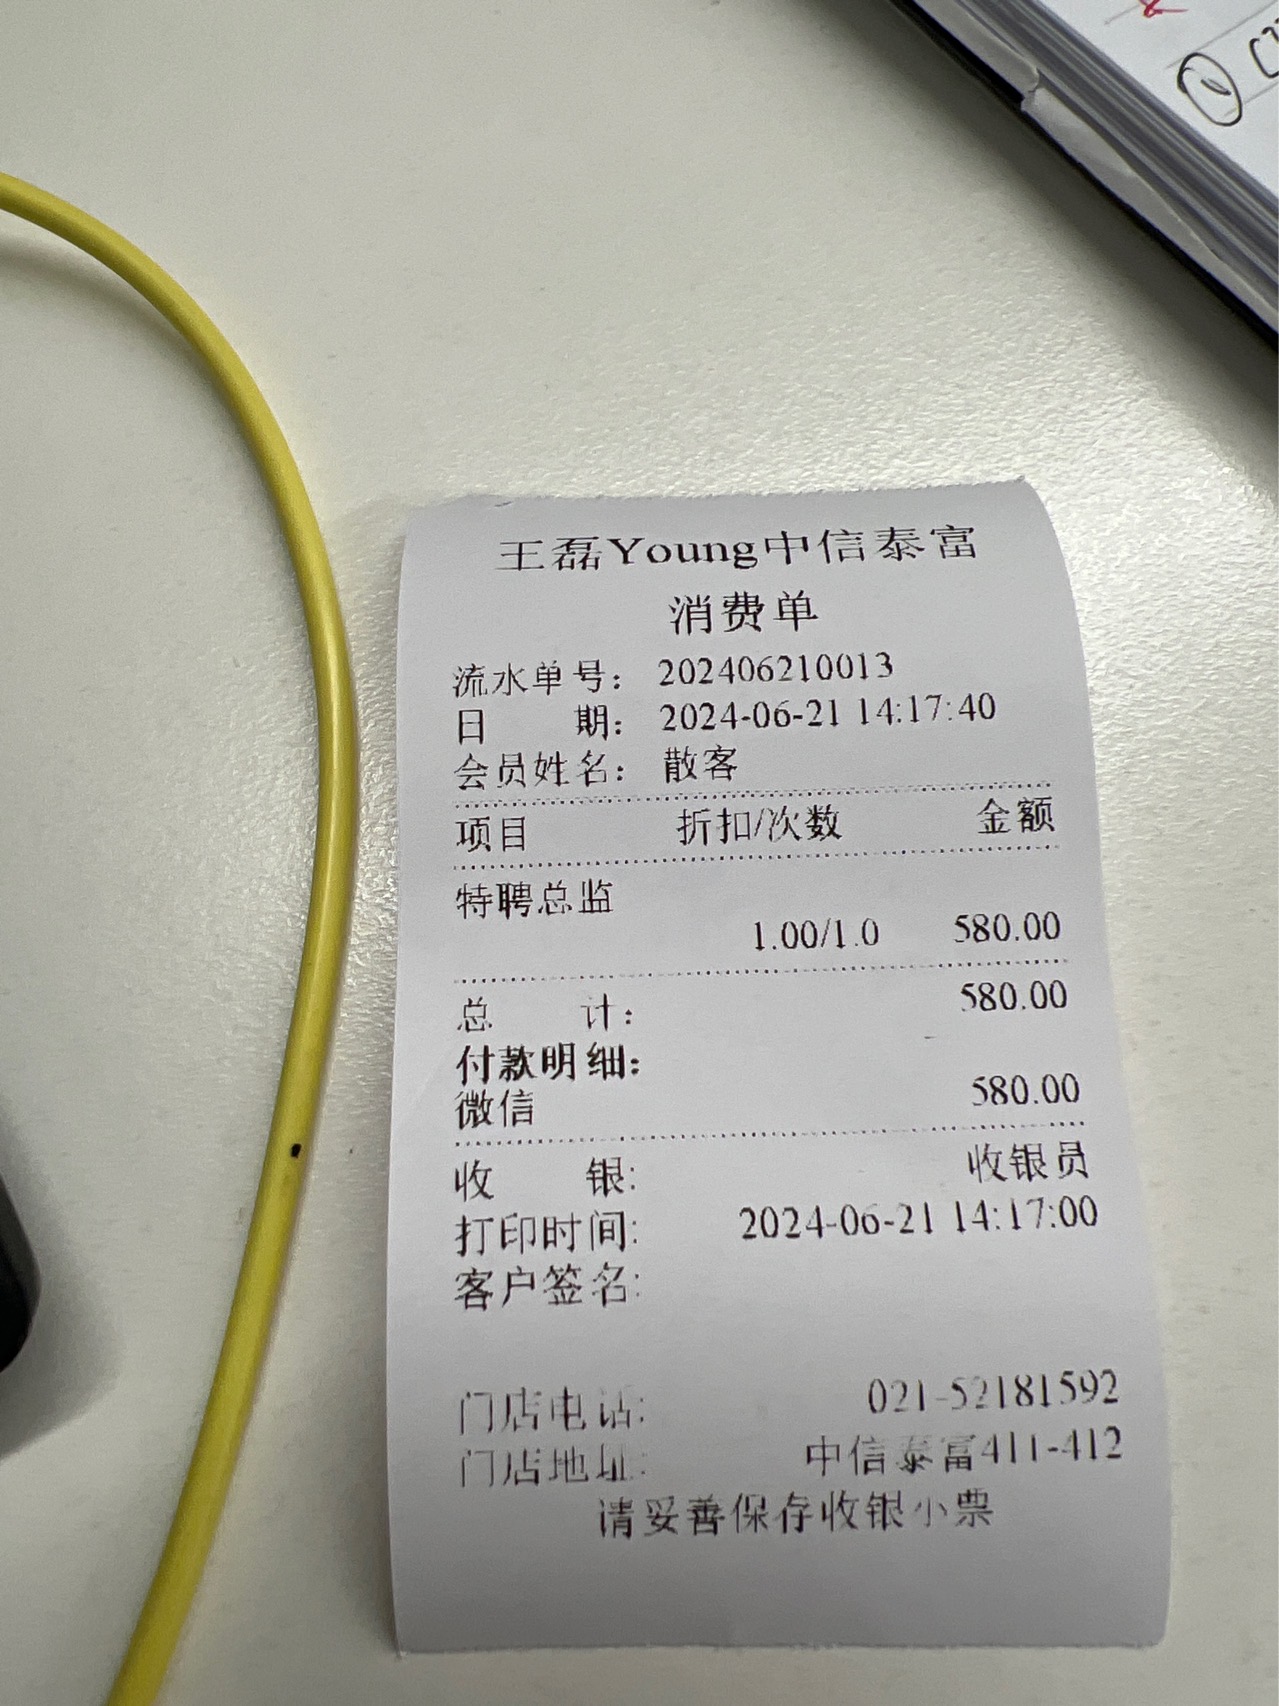 王磊Young中信泰富
消费单
流水单号： 202406210013
日 期： 2024-06-21 14:17:40
会员姓名： 散客
项目 折扣/次数 金额
特聘总监
1.00/1.0 580.00
总 计： 580.00
付款明细：
微信 580.00
收 银： 收银员
打印时间： 2024-06-21 14:17:00
客户签名：
门店电话： 021-52181592
门店地址： 中信泰富411-412
请妥善保存收银小票